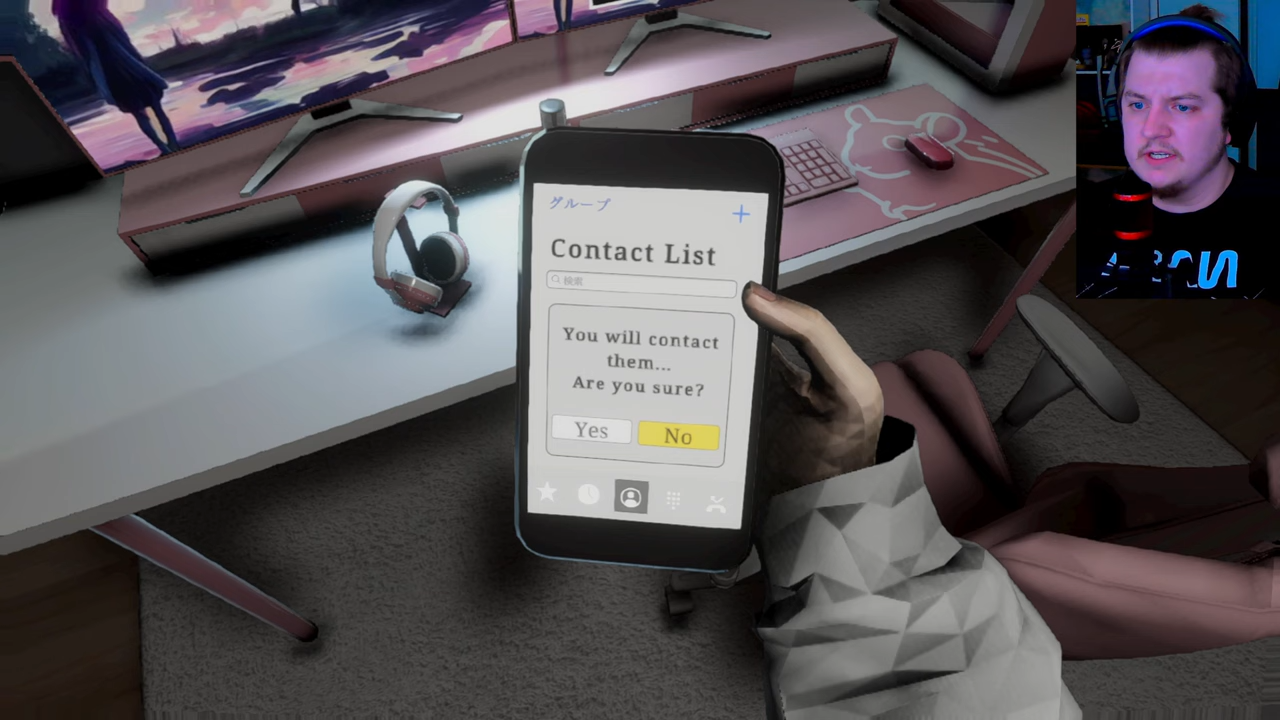 グループ
+
Contact List
検索
You will contact
them...
Are you sure?
Yes
No